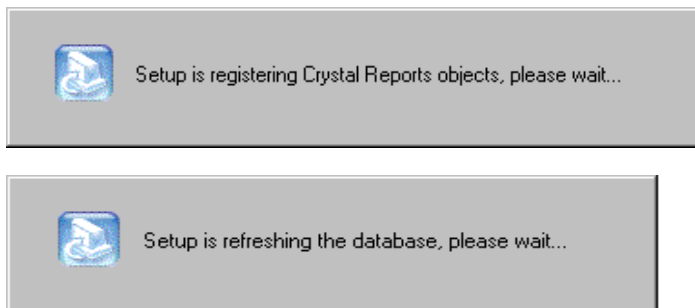 Setup is registering Crystal Reports objects, please wait...
Setup is refreshing the database, please wait...